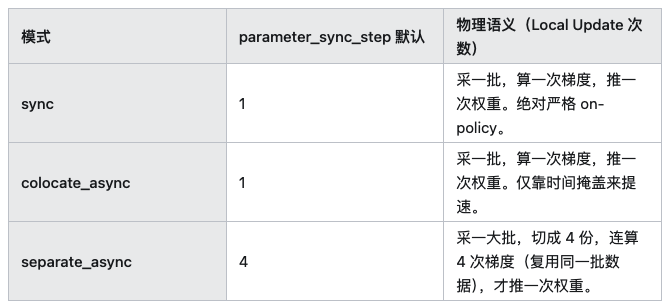 模式
parameter_sync_step 默认
物理语义（Local Update 次
数）
sync
1
采一批，算一次梯度，推一
次权重。绝对严格 on-
policy。
colocate_async
1
采一批，算一次梯度，推一
次权重。仅靠时间掩盖来提
速。
separate_async
4
采一大批，切成 4 份，连算
4 次梯度（复用同一批数
据），才推一次权重。